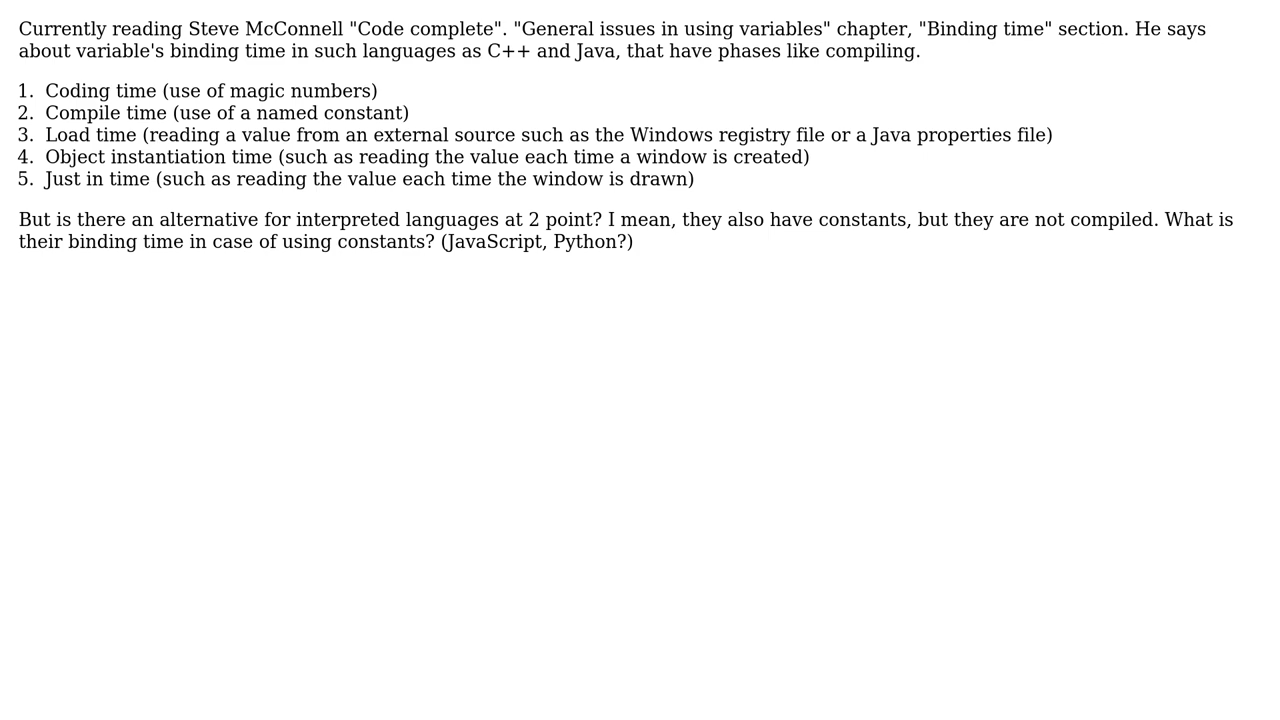 Currently reading Steve McConnell "Code complete". "General issues in using variables" chapter, "Binding time" section. He says
about variable's binding time in such languages as C++ and Java, that have phases like compiling.
1. Coding time (use of magic numbers)
2. Compile time (use of a named constant)
3. Load time (reading a value from an external source such as the Windows registry file or a Java properties file)
4. Object instantiation time (such as reading the value each time a window is created)
5. Just in time (such as reading the value each time the window is drawn)
But is there an alternative for interpreted languages at 2 point? I mean, they also have constants, but they are not compiled. What is
their binding time in case of using constants? (JavaScript, Python?)